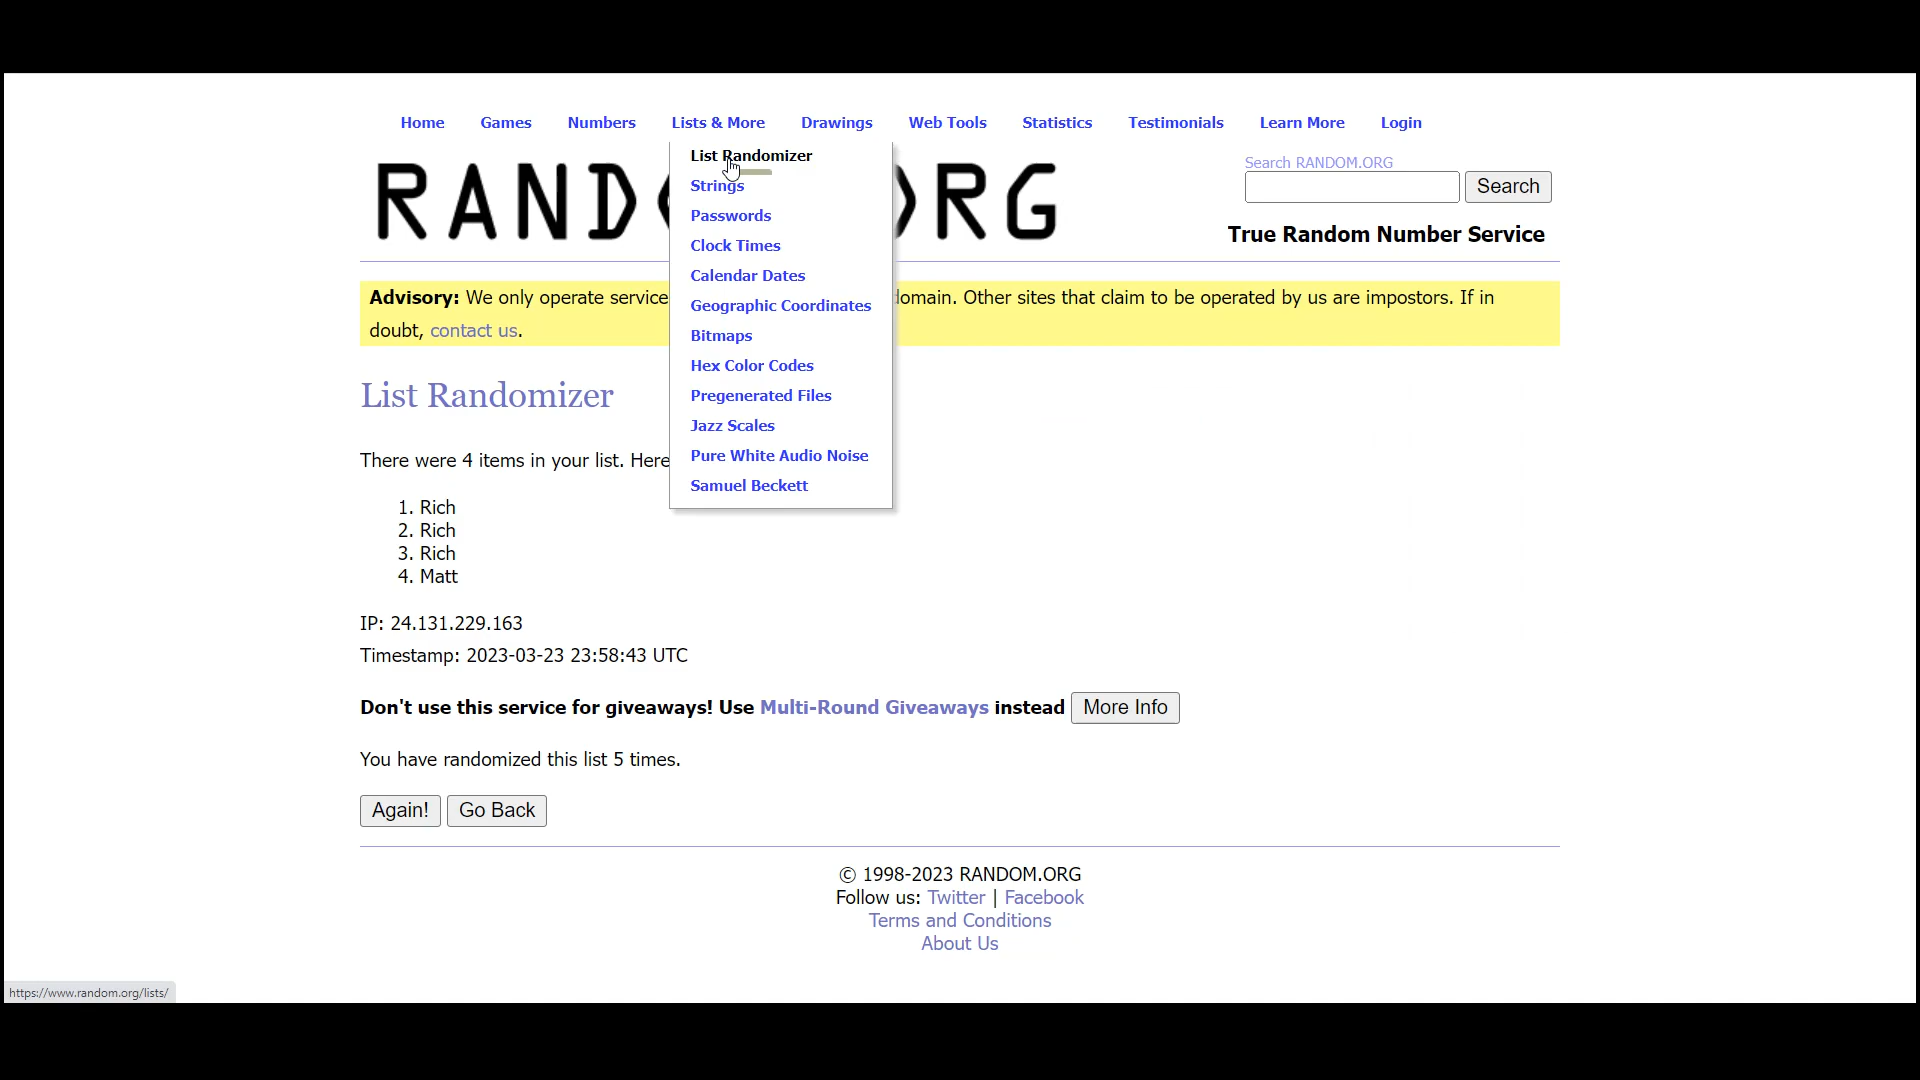 Home Games Numbers Lists & More Drawings Web Tools Statistics Testimonials Learn More Login
List Randomizer
Strings
Passwords
Clock Times
Calendar Dates
Geographic Coordinates
Bitmaps
Hex Color Codes
Pregenerated Files
Jazz Scales
Pure White Audio Noise
Samuel Beckett
RAND RG
Search RANDOM.ORG
Search
True Random Number Service
Advisory: We only operate service domain. Other sites that claim to be operated by us are impostors. If in
doubt, contact us.
List Randomizer
There were 4 items in your list. Here
1. Rich
2. Rich
3. Rich
4. Matt
IP: 24.131.229.163
Timestamp: 2023-03-23 23:58:43 UTC
Don't use this service for giveaways! Use Multi-Round Giveaways instead More Info
You have randomized this list 5 times.
Again! Go Back
© 1998-2023 RANDOM.ORG
Follow us: Twitter | Facebook
Terms and Conditions
About Us
https://www.random.org/lists/